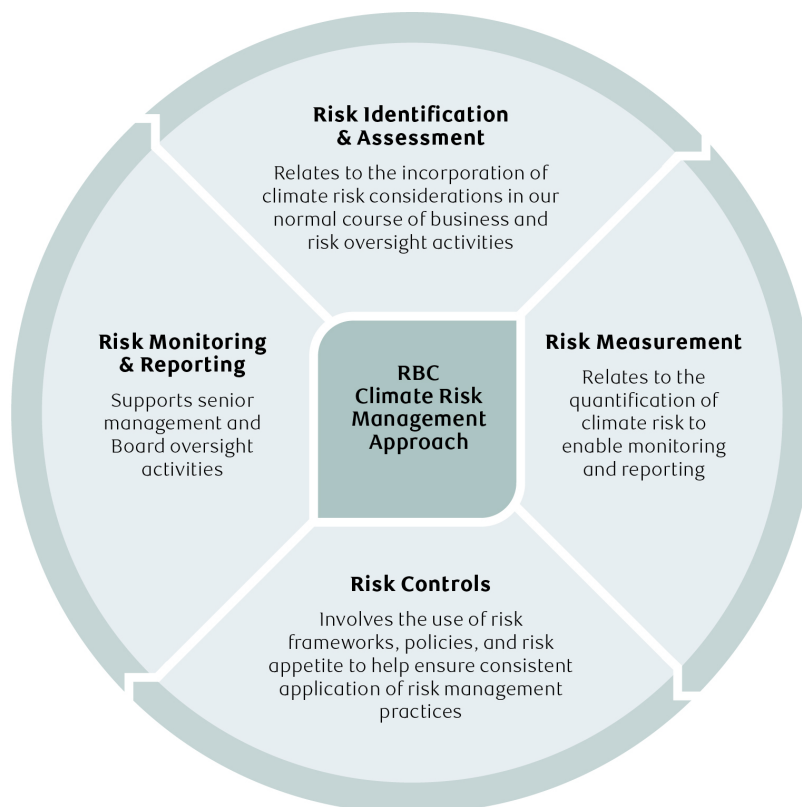 Risk Identification
& Assessment
Relates to the incorporation of
climate risk considerations in our
normal course of business and
risk oversight activities
Risk Monitoring
& Reporting
Supports senior
management and
Board oversight
activities
RBC
Climate Risk
Management
Approach
Risk Measurement
Relates to the
quantification of
climate risk to
enable monitoring
and reporting
Risk Controls
Involves the use of risk
frameworks, policies, and risk
appetite to help ensure consistent
application of risk management
practices